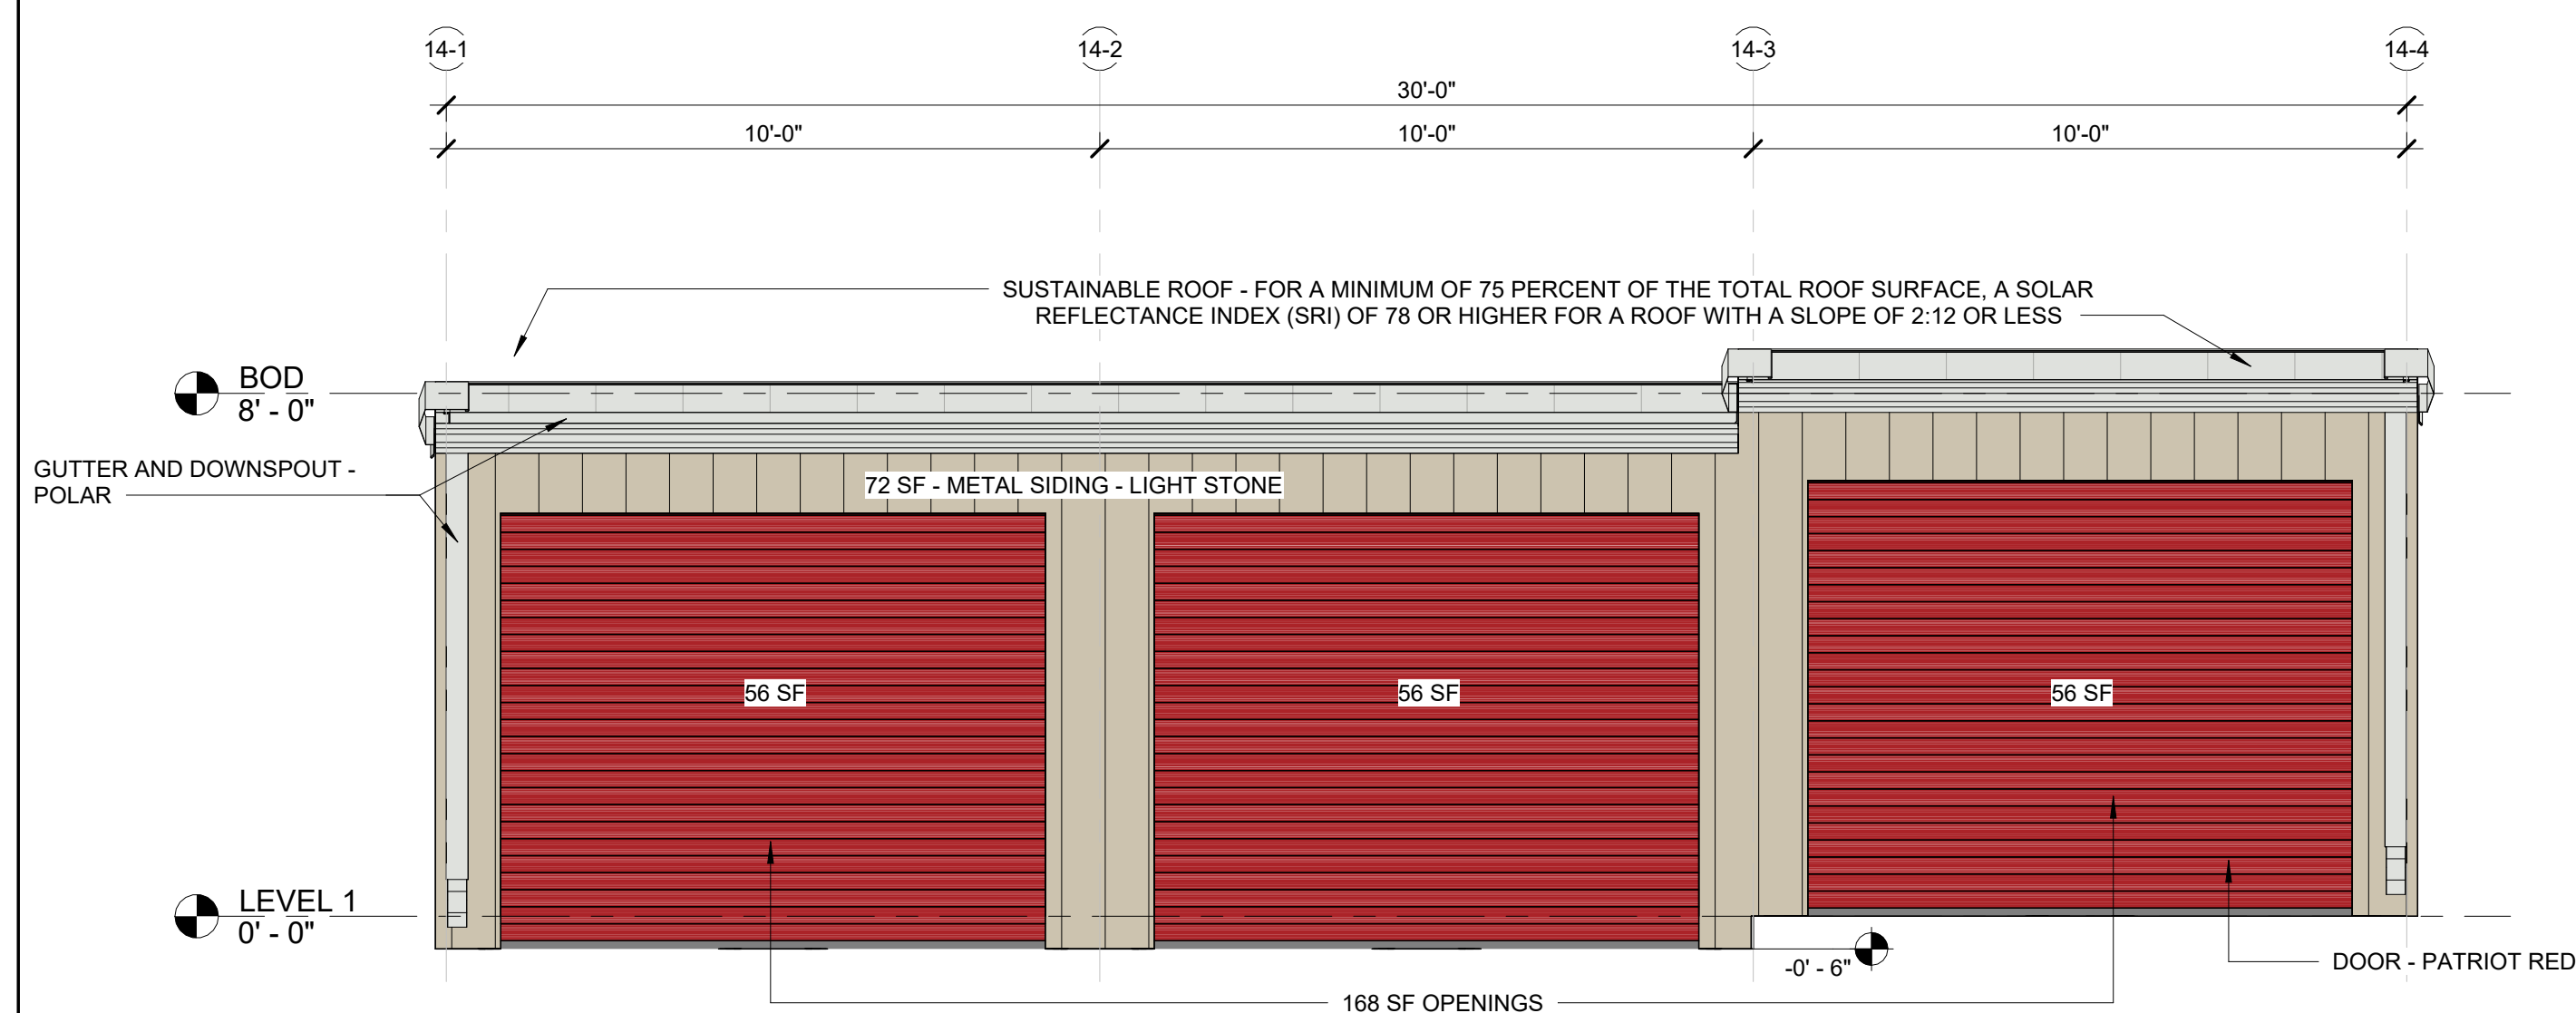 14-1
14-2
14-3
14-4
30'-0"
10'-0"
10'-0"
10'-0"
SUSTAINABLE ROOF - FOR A MINIMUM OF 75 PERCENT OF THE TOTAL ROOF SURFACE, A SOLAR
REFLECTANCE INDEX (SRI) OF 78 OR HIGHER FOR A ROOF WITH A SLOPE OF 2:12 OR LESS
BOD
8' - 0"
GUTTER AND DOWNSPOUT -
POLAR
72 SF - METAL SIDING - LIGHT STONE
56 SF
56 SF
56 SF
LEVEL 1
0' - 0"
-0' - 6"
DOOR - PATRIOT RED
168 SF OPENINGS